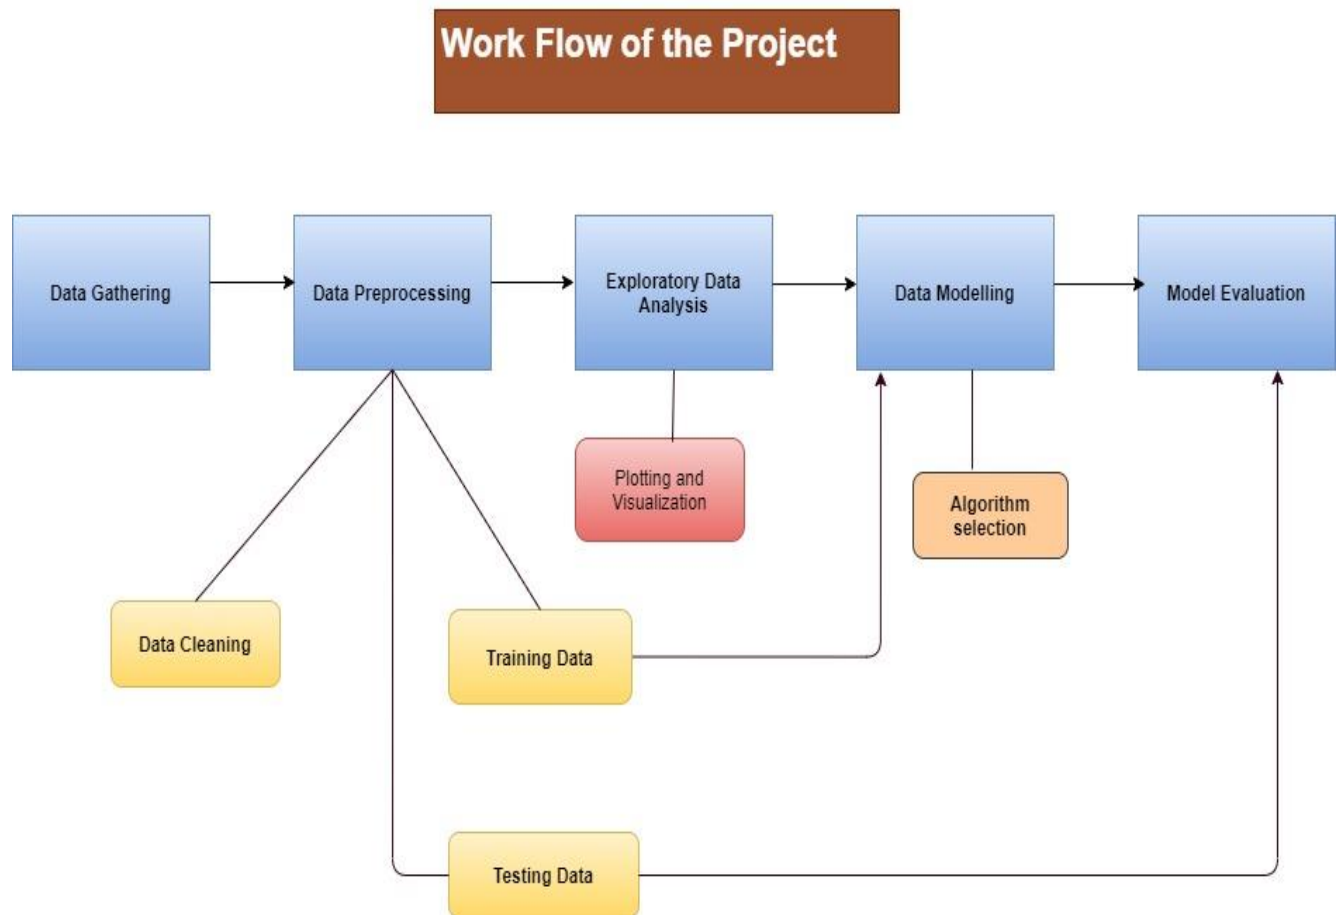 Work Flow of the Project
Data Gathering
Data Preprocessing
Exploratory Data
Analysis
Data Modelling
Model Evaluation
Plotting and
Visualization
Algorithm
selection
Data Cleaning
Training Data
Testing Data